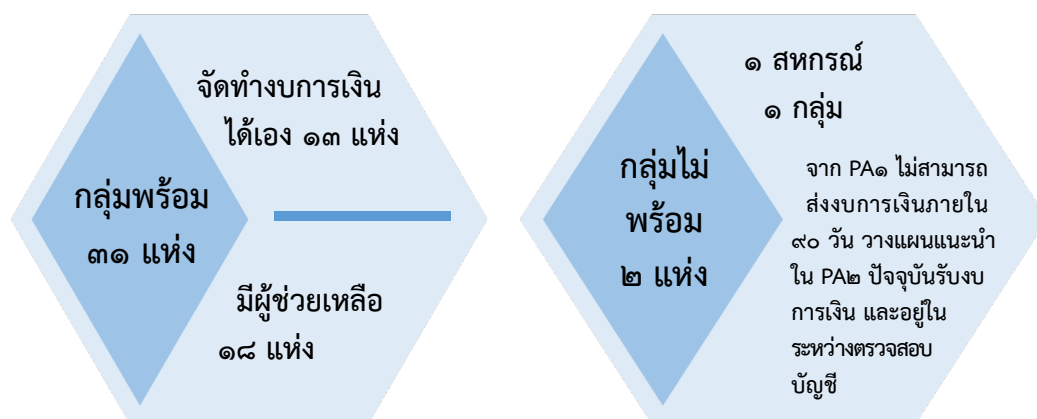 กลุ่มพร้อม
๓๑ แห่ง
จัดทำงบการเงิน
ได้เอง ๑๓ แห่ง
มีผู้ช่วยเหลือ
๑๘ แห่ง
กลุ่มไม่
พร้อม
๒ แห่ง
๑ สหกรณ์
๑ กลุ่ม
จาก PA๑ ไม่สามารถ
ส่งงบการเงินภายใน
๙๐ วัน วางแผนแนะนำ
ใน PA๒ ปัจจุบันรับงบ
การเงิน และอยู่ใน
ระหว่างตรวจสอบ
บัญชี